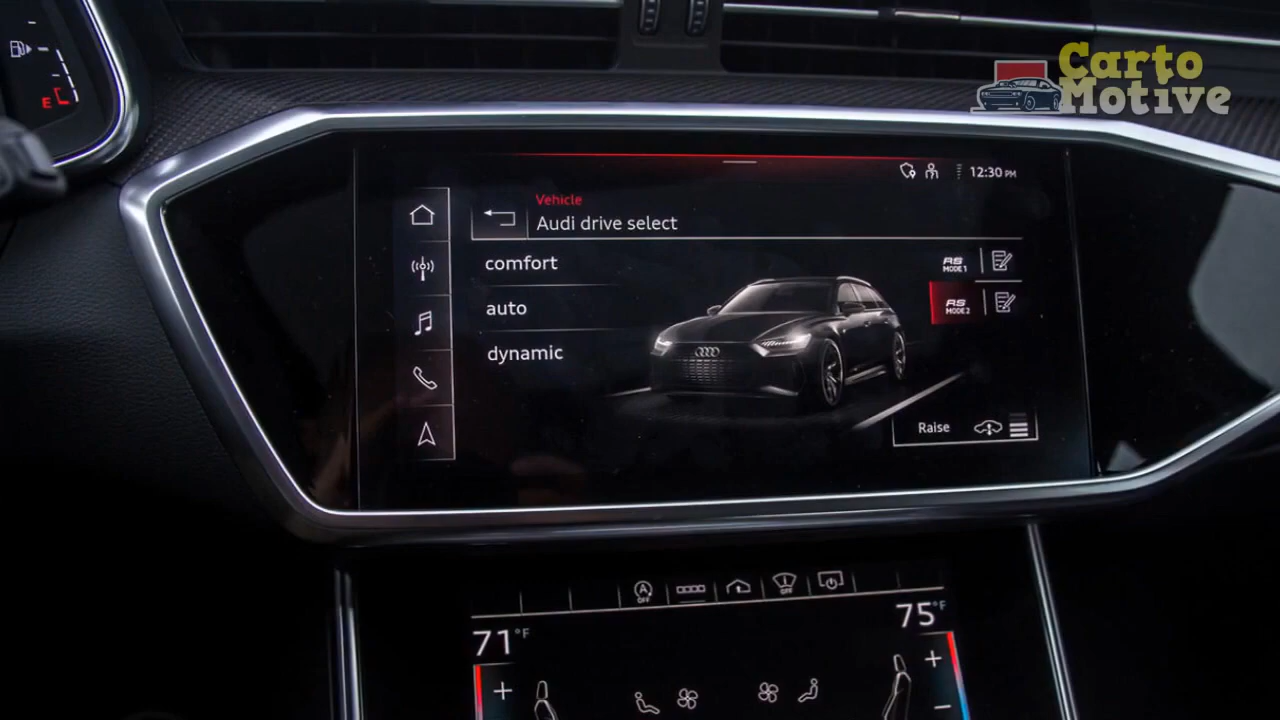 Carto
Motive
E
12:30 PM
Vehicle
Audi drive select
comfort
RS
MODE 1
auto
RS
MODE 2
dynamic
Raise
A
OFF
OFF
71°F
75°F
+
+
−